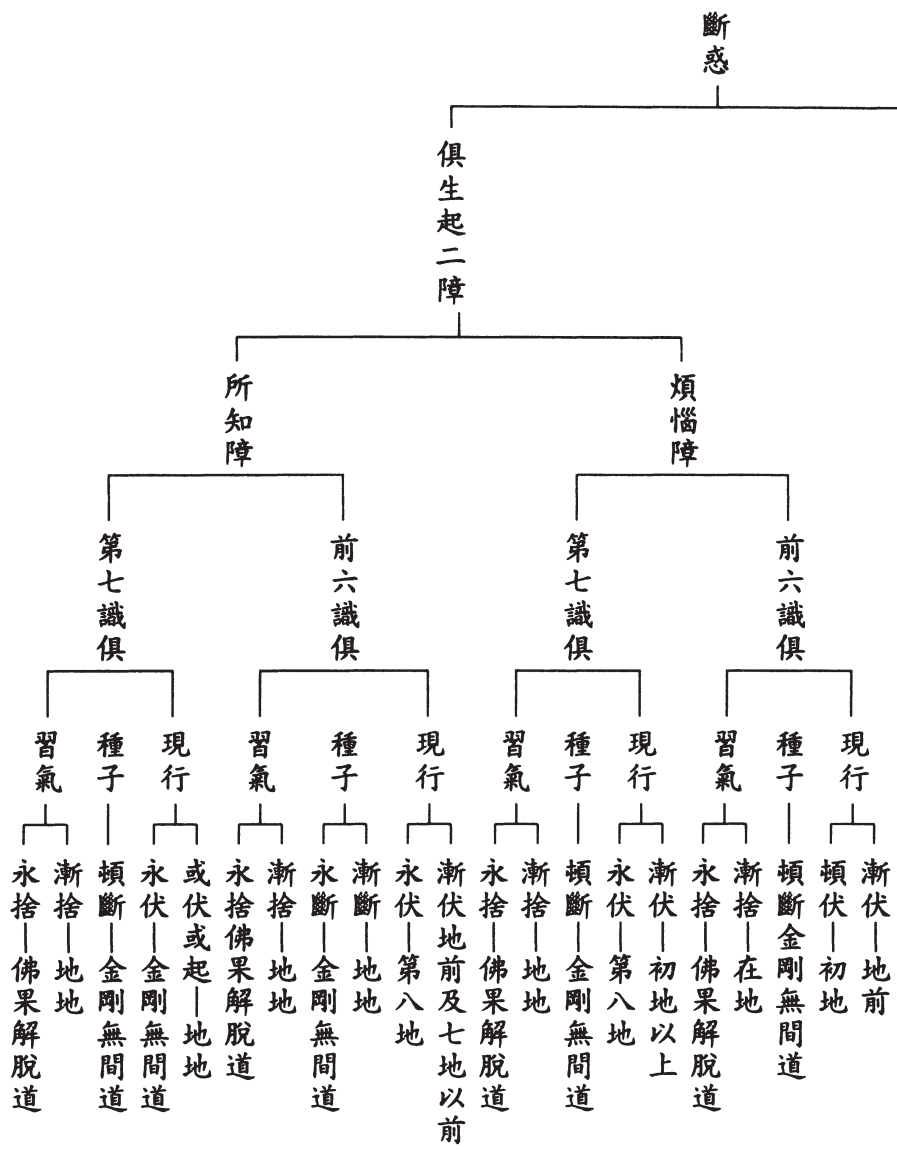 斷惑
俱生起二障
煩惱障
所知障
前六識俱
第七識俱
前六識俱
第七識俱
現行
種子
習氣
現行
種子
習氣
現行
種子
習氣
現行
種子
習氣
漸伏—地前
頓伏—初地
頓斷金剛無間道
漸捨—在地
永捨—佛果解脫道
漸伏—初地以上
永伏—第八地
頓斷—金剛無間道
漸捨—地地
永捨—佛果解脫道
漸伏地前及七地以前
永伏—第八地
漸斷—地地
永斷—金剛無間道
漸捨—地地
永捨佛果解脫道
或伏或起—地地
永伏—金剛無間道
頓斷—金剛無間道
漸捨—地地
永捨—佛果解脫道